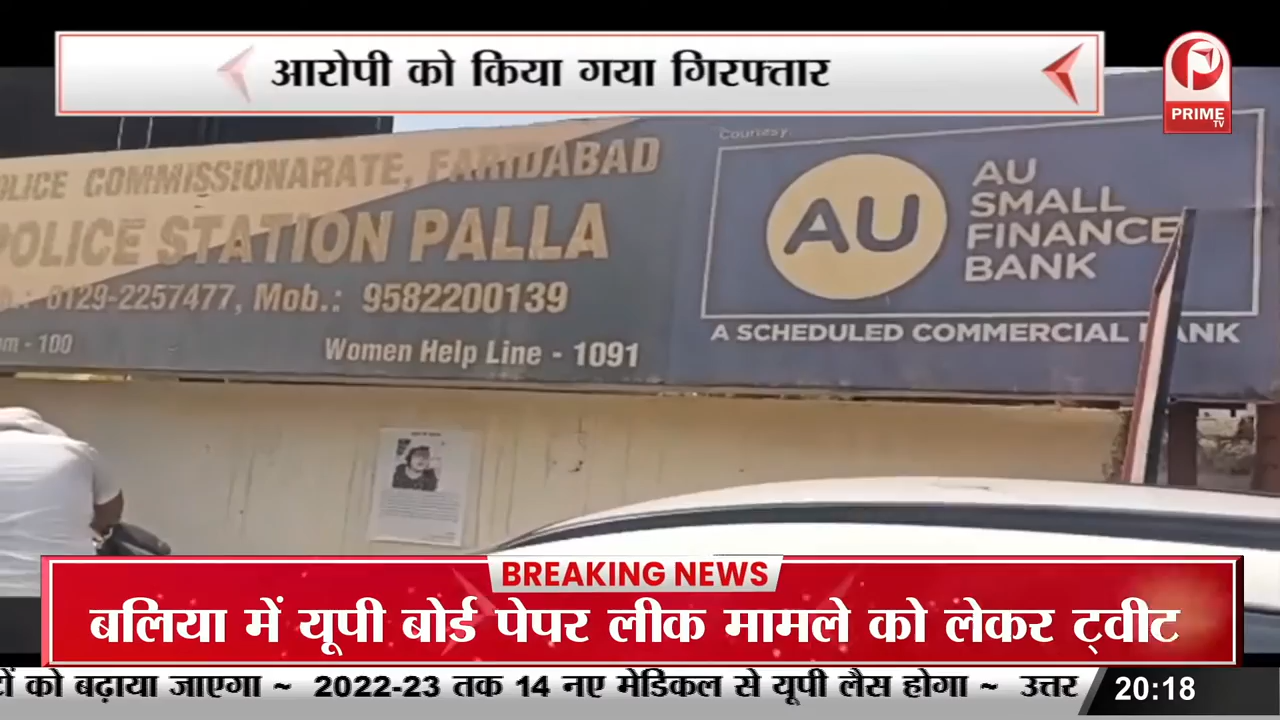 आरोपी को किया गया गिरफ्तार
PRIME
TV
POLICE COMMISSIONARATE, FARIDABAD
POLICE STATION PALLA
0129-2257477, Mob.: 9582200139
- 100
Women Help Line - 1091
Courtesy
AU
AU
SMALL
FINANCE
BANK
A SCHEDULED COMMERCIAL BANK
BREAKING NEWS
बलिया में यूपी बोर्ड पेपर लीक मामले को लेकर ट्वीट
को बढ़ाया जाएगा ~ 2022-23 तक 14 नए मेडिकल से यूपी लैस होगा ~ उत्तर
20:18